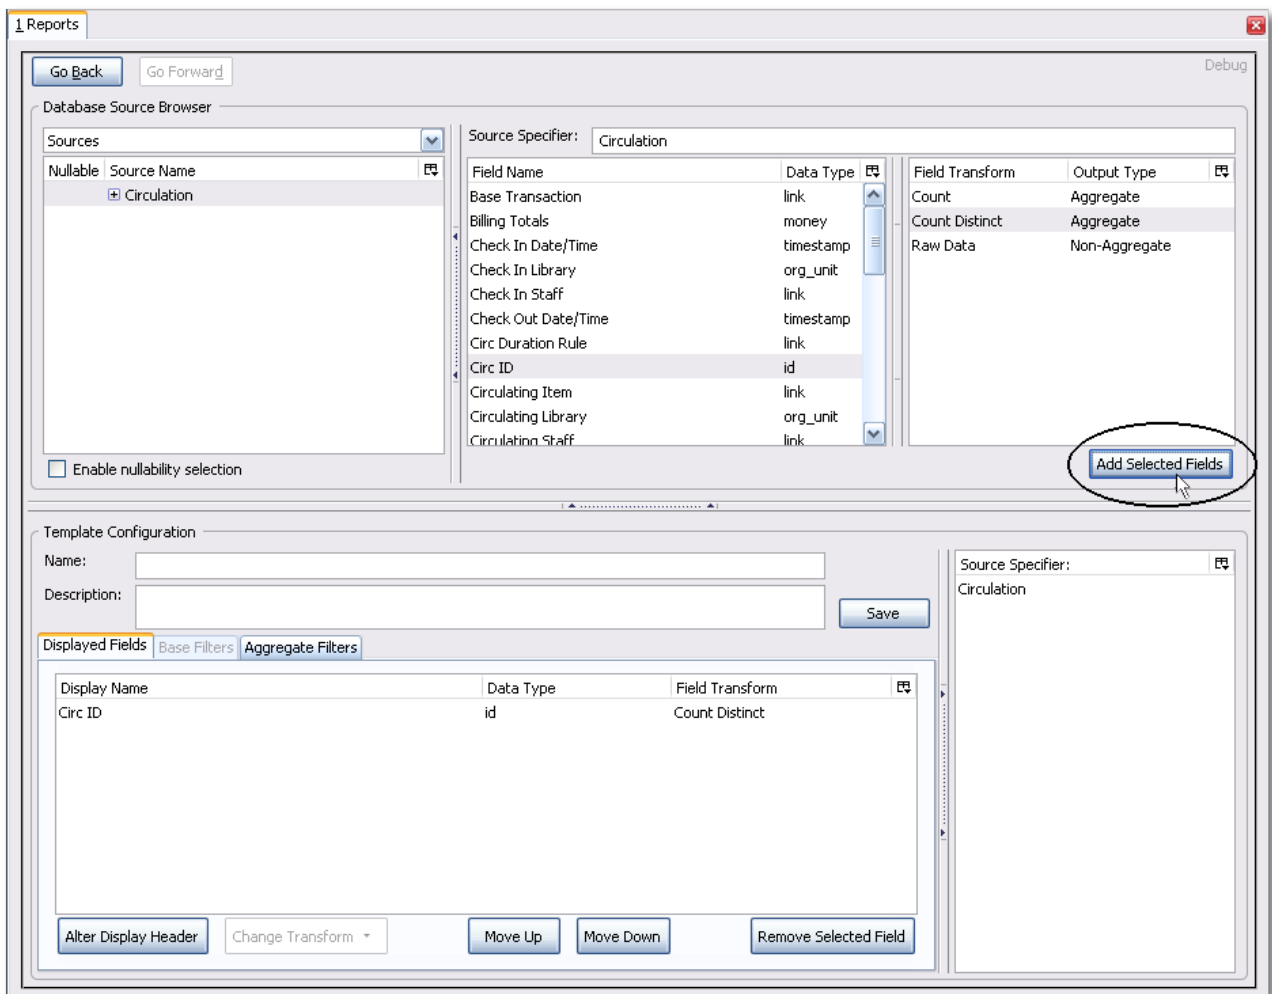 1 Reports
Go Back Go Forward Debug
Database Source Browser
Sources Source Specifier: Circulation
Nullable Source Name Field Name Data Type Field Transform Output Type
Circulation Base Transaction link Count Aggregate
Billing Totals money Count Distinct Aggregate
Check In Date/Time timestamp Raw Data Non-Aggregate
Check In Library org_unit
Check In Staff link
Check Out Date/Time timestamp
Circ Duration Rule link
Circ ID id
Circulating Item link
Circulating Library org_unit
Circulating Staff link
Enable nullability selection Add Selected Fields
Template Configuration
Name: Source Specifier:
Circulation
Description:
Save
Displayed Fields Base Filters Aggregate Filters
Display Name Data Type Field Transform
Circ ID id Count Distinct
Alter Display Header Change Transform Move Up Move Down Remove Selected Field